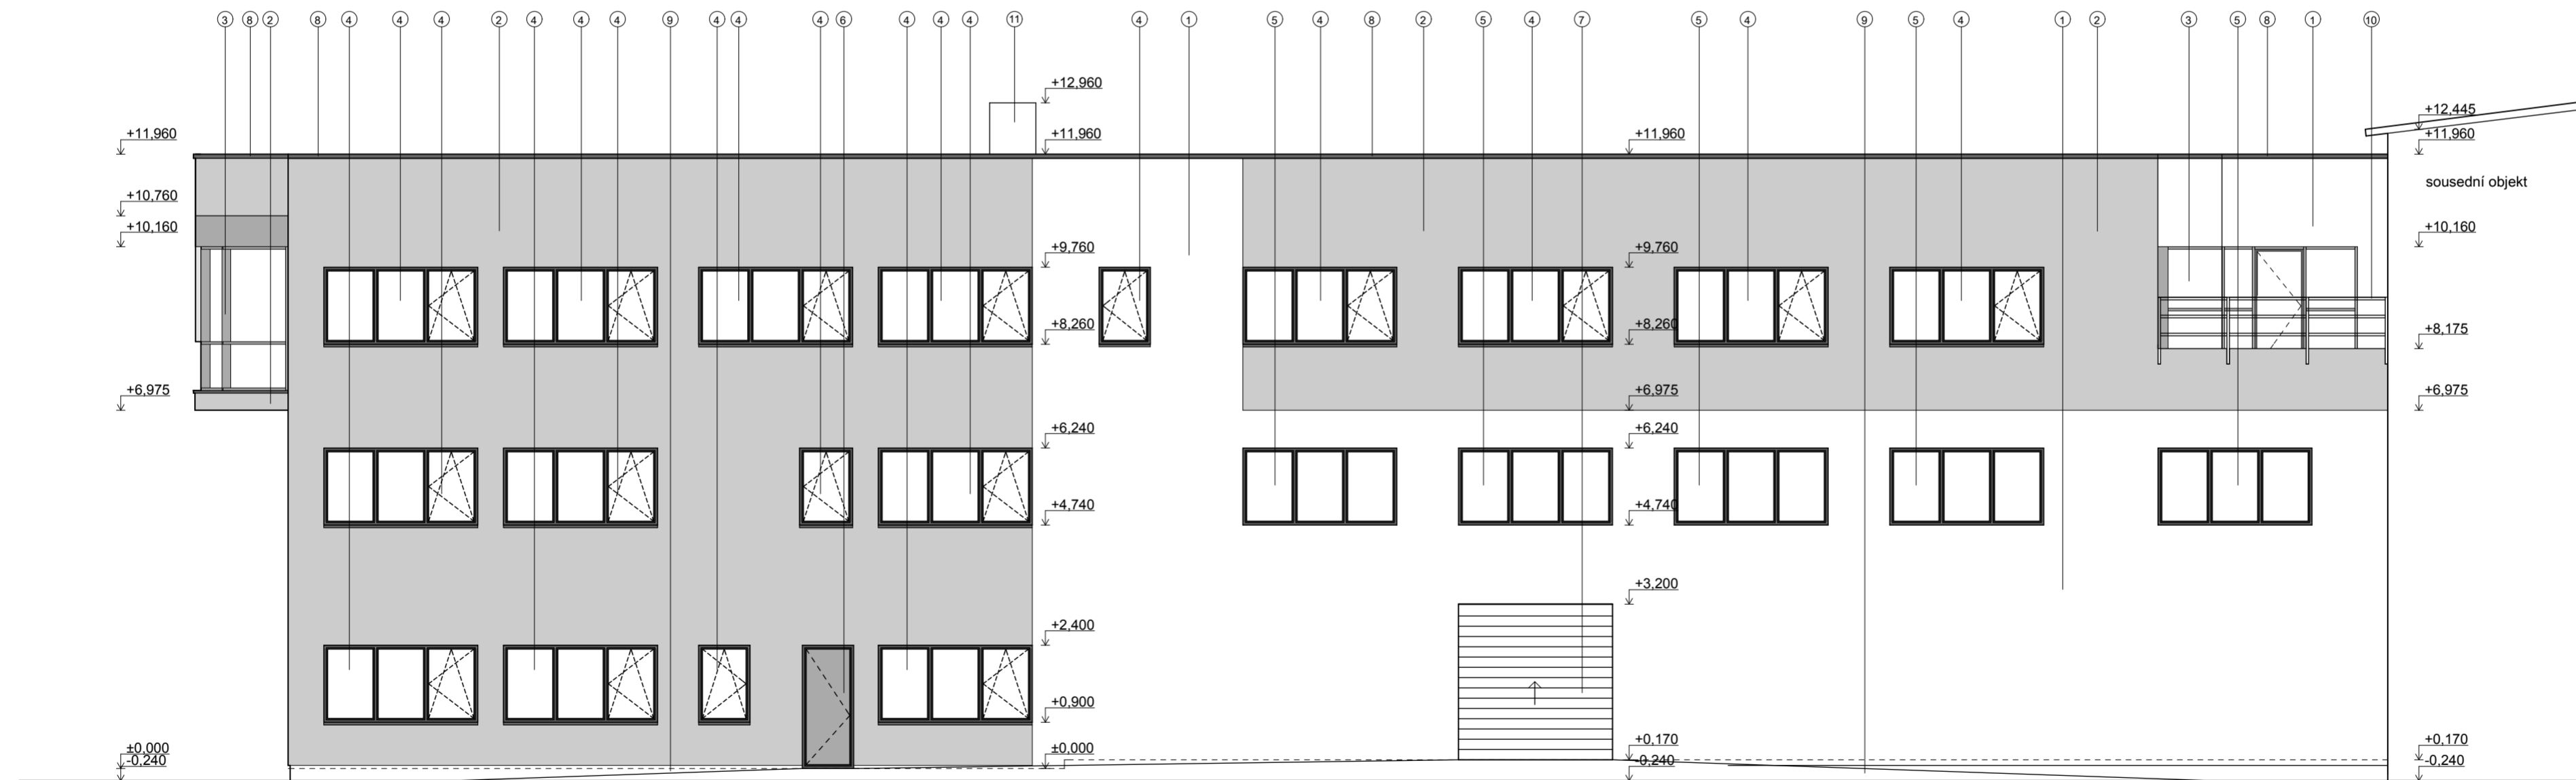 3 8 2 8 4 4 4 2 4 4 4 9 4 4 4 6 4 4 4 11 4 1 5 4 8 2 5 4 7 5 4 9 5 4 1 2 3 5 8 1 10
+12,960
+12,445
+11,960 +11,960 +11,960 +11,960
sousední objekt
+10,760
+10,160 +10,160
+9,760 +9,760
+8,260 +8,260 +8,175
+6,975 +6,975 +6,975
+6,240 +6,240
+4,740 +4,740
+3,200
+2,400
+0,900
±0,000 ±0,000 +0,170 +0,170
-0,240 -0,240 -0,240